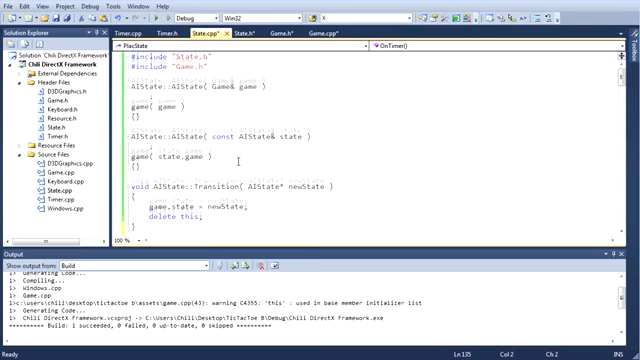 File Edit View Project Build Debug Team Data Tools Architecture Test Analyze Window Help
Debug Win32 X
Solution Explorer
Solution 'Chili DirectX Framework'
Chili DirectX Framework
External Dependencies
Header Files
D3DGraphics.h
Game.h
Keyboard.h
Resource.h
State.h
Timer.h
Resource Files
Source Files
D3DGraphics.cpp
Game.cpp
Keyboard.cpp
State.cpp
Timer.cpp
Windows.cpp
Timer.cpp Timer.h State.cpp* State.h* Game.h* Game.cpp*
PlacState OnTimer()
#include "State.h"
#include "Game.h"
AIState::AIState( Game& game )
:
game( game )
{}
AIState::AIState( const AIState& state )
:
game( state.game )
{}
void AIState::Transition( AIState* newState )
{
game.state = newState;
delete this;
}
100 %
Output
Show output from: Build
1> Generating Code...
1> Compiling...
1> Windows.cpp
1> Game.cpp
1>c:\users\chili\desktop\tictactoe b\assets\game.cpp(43): warning C4355: 'this' : used in base member initializer list
1> Generating Code...
1> Chili DirectX Framework.vcxproj -> C:\Users\Chili\Desktop\TicTacToe B\Debug\Chili DirectX Framework.exe
========== Build: 1 succeeded, 0 failed, 0 up-to-date, 0 skipped ==========
Ln 135 Col 2 Ch 2